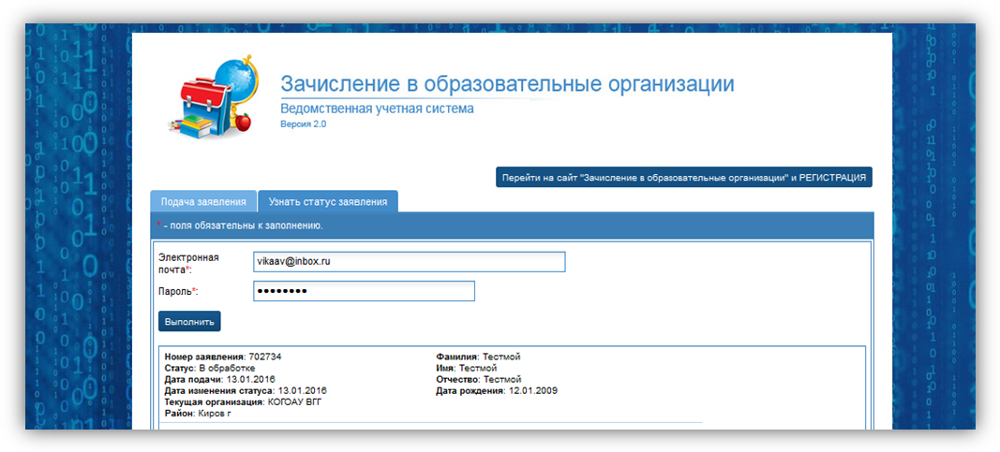 Зачисление в образовательные организации
Ведомственная учетная система
Версия 2.0
Перейти на сайт "Зачисление в образовательные организации" и РЕГИСТРАЦИЯ
Подача заявления
Узнать статус заявления
* - поля обязательны к заполнению.
Электронная
почта*:
vikaav@inbox.ru
Пароль*:
••••••••
Выполнить
Номер заявления: 702734
Статус: В обработке
Дата подачи: 13.01.2016
Дата изменения статуса: 13.01.2016
Текущая организация: КОГОАУ ВГГ
Район: Киров г
Фамилия: Тестмой
Имя: Тестмой
Отчество: Тестмой
Дата рождения: 12.01.2009